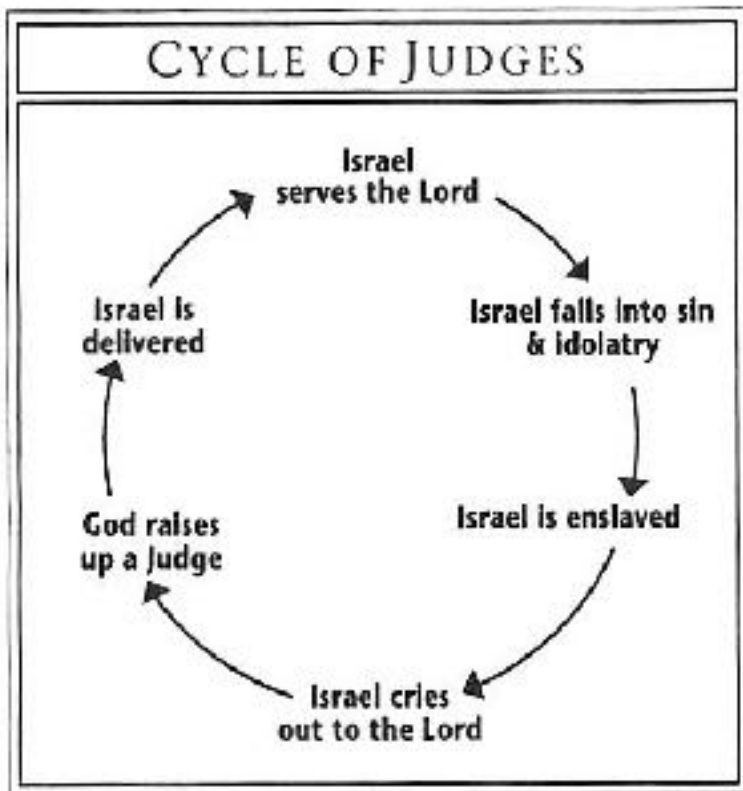 CYCLE OF JUDGES
Israel
serves the Lord
Israel falls into sin
& idolatry
Israel is enslaved
Israel cries
out to the Lord
God raises
up a Judge
Israel is
delivered